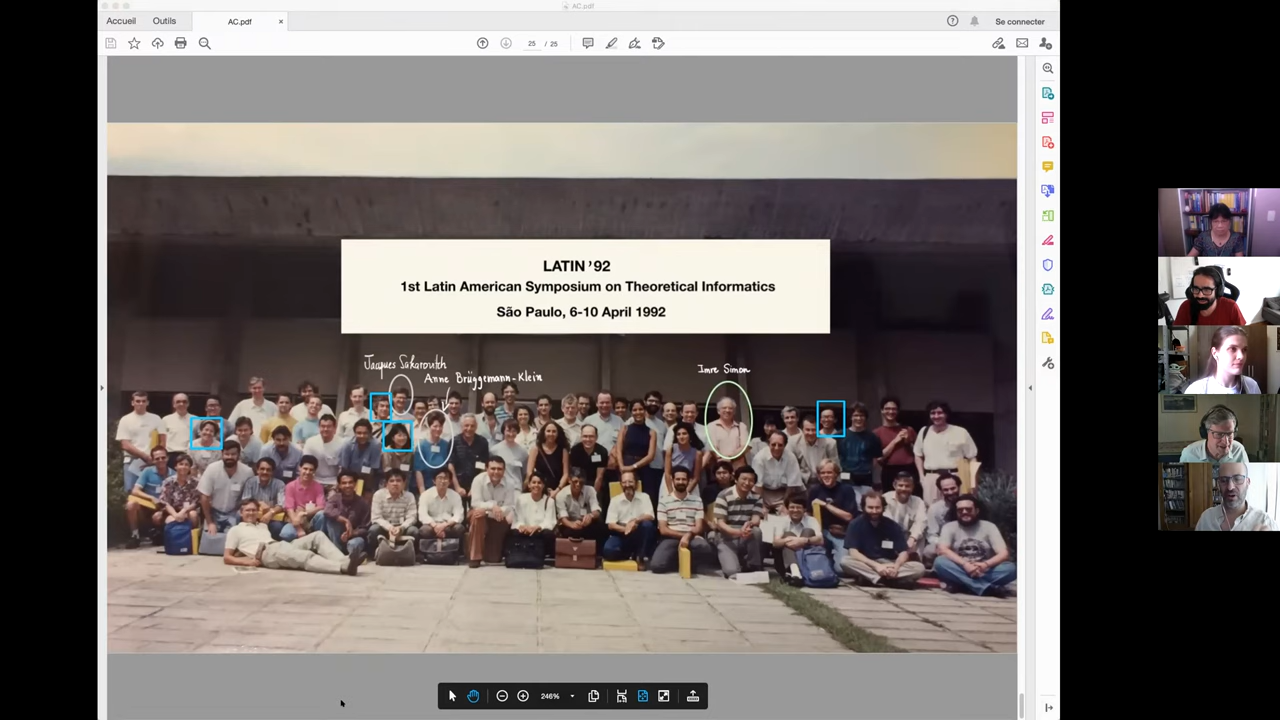 AC.pdf
Accueil
Outils
AC.pdf
×
Se connecter
25 / 25
LATIN '92
1st Latin American Symposium on Theoretical Informatics
São Paulo, 6-10 April 1992
Jacques Sakarovitch
Anne Brüggemann-Klein
Imre Simon
246%